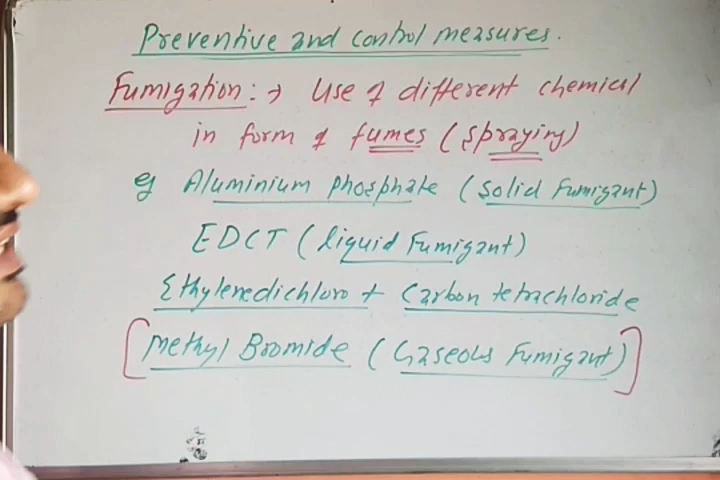 Preventive and control measures.
Fumigation :→ Use of different chemical
in form of fumes (spraying)
eg Aluminium Phosphate (Solid Fumigant)
EDCT (liquid Fumigant)
Ethylenedichloro + Carbon tetrachloride
[Methyl Bromide (Gaseous Fumigant)]